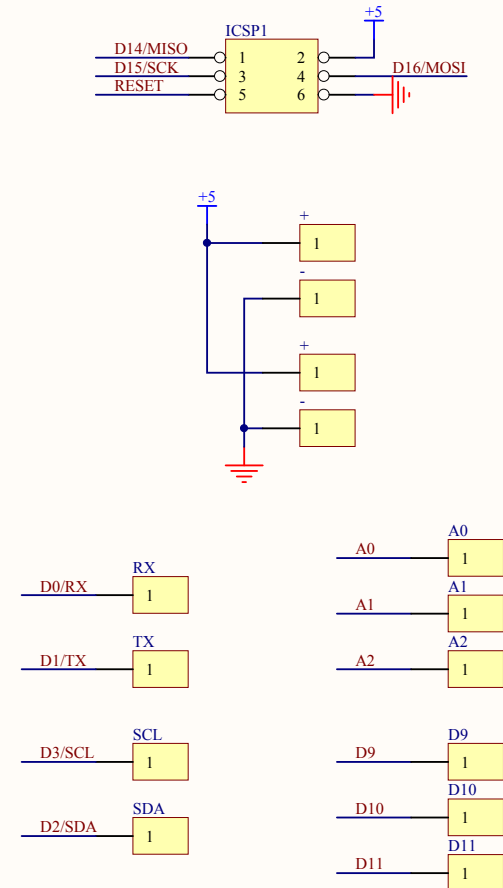 +5
ICSP1
D14/MISO 1 2
D15/SCK 3 4 D16/MOSI
RESET 5 6
+5
+
1
-
1
+
1
-
1
A0
A0 1
RX
D0/RX 1
A1
A1 1
TX
D1/TX 1
A2
A2 1
SCL
D3/SCL 1
D9
D9 1
SDA
D2/SDA 1
D10
D10 1
D11
D11 1